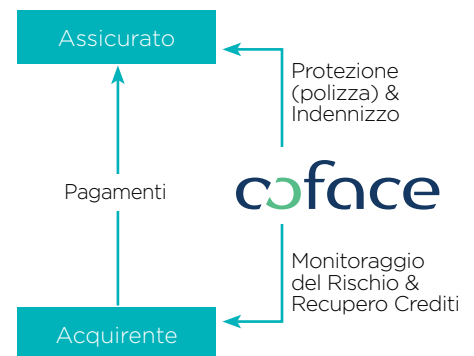 Assicurato
Protezione
(polizza) &
Indennizzo
Pagamenti
coface
Monitoraggio
del Rischio &
Recupero Crediti
Acquirente